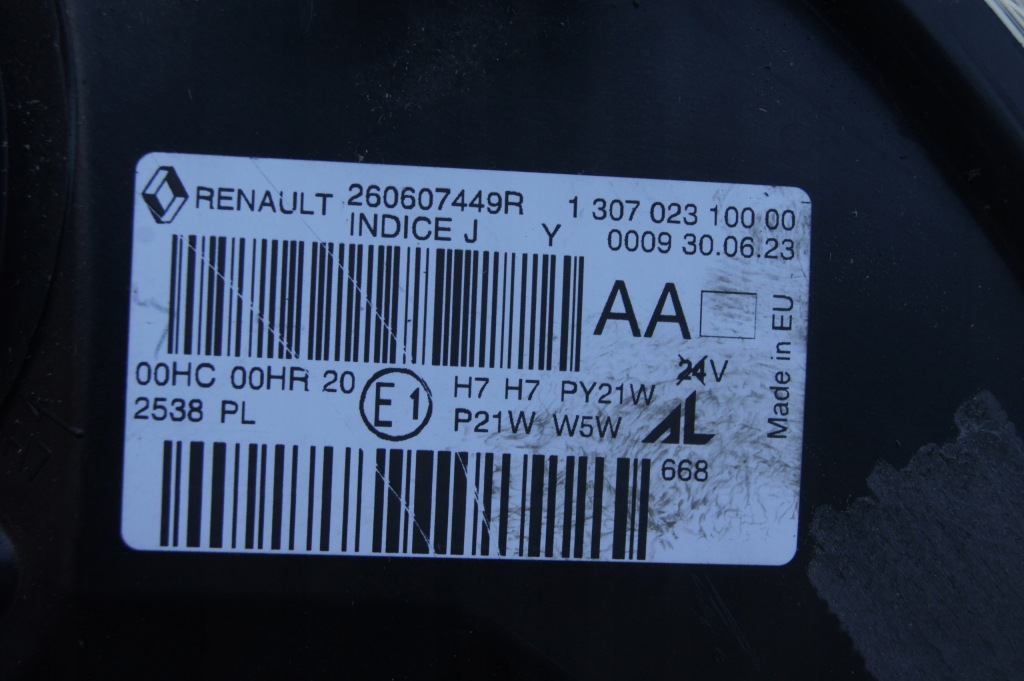 RENAULT 260607449R 1 307 023 100 00
INDICE J Y 0009 30.06.23
AA
Made in EU
24V
00HC 00HR 20 E1 H7 H7 PY21W
2538 PL P21W W5W AL
668